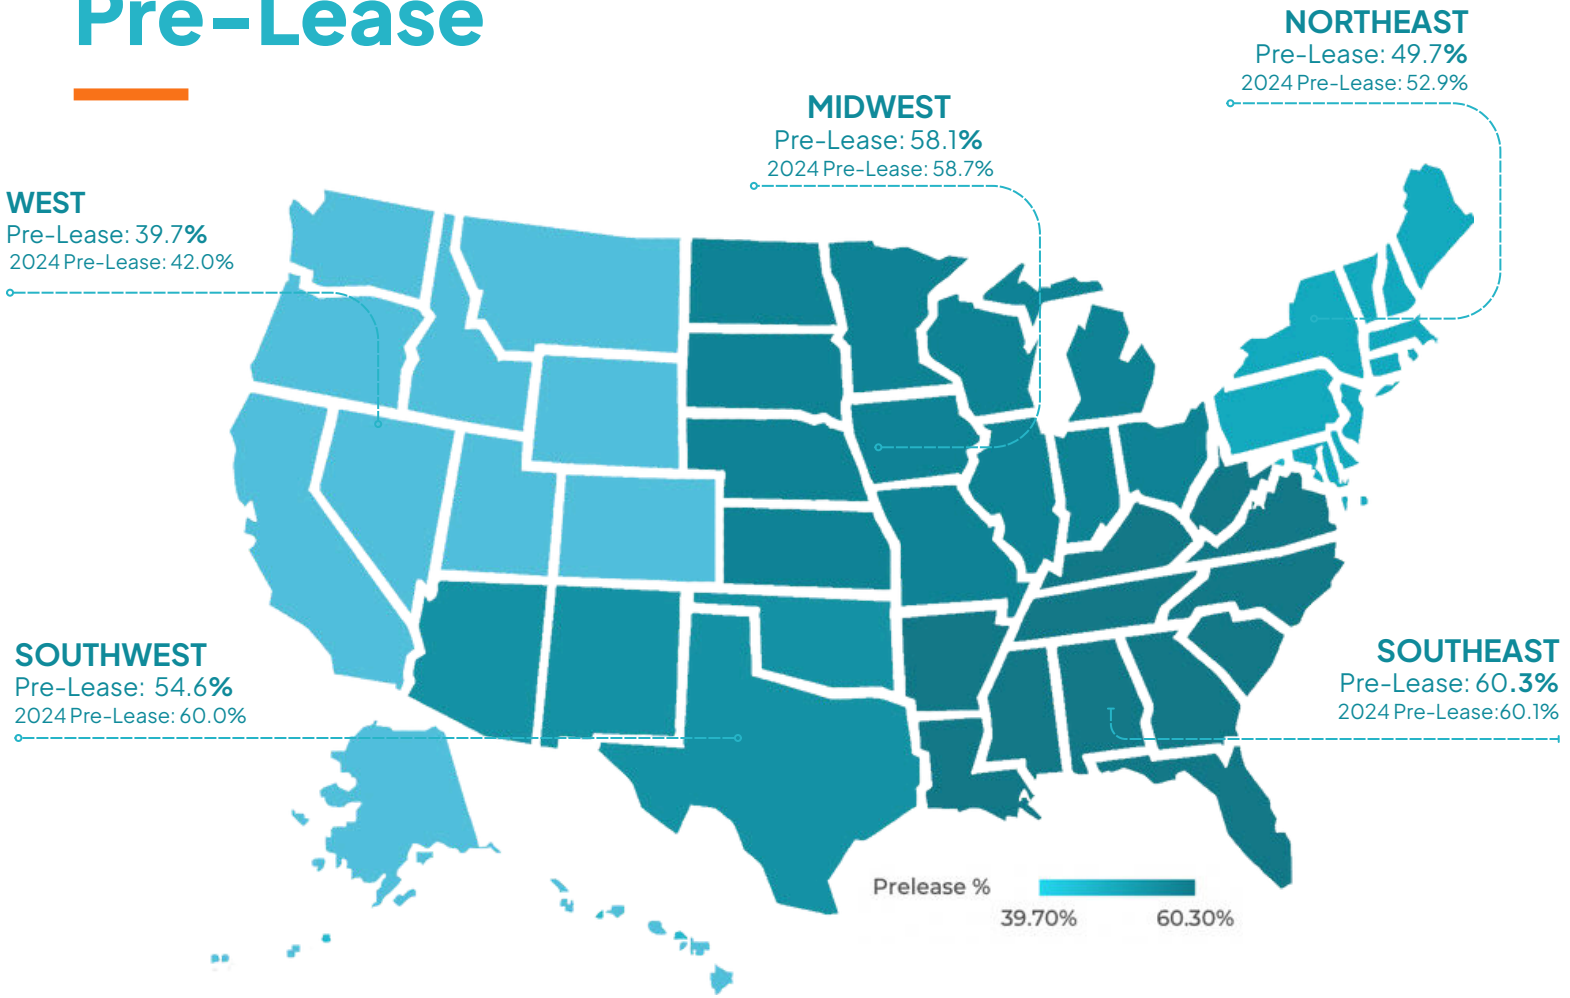 Pre-Lease
NORTHEAST
Pre-Lease: 49.7%
2024 Pre-Lease: 52.9%
MIDWEST
Pre-Lease: 58.1%
2024 Pre-Lease: 58.7%
WEST
Pre-Lease: 39.7%
2024 Pre-Lease: 42.0%
SOUTHWEST
Pre-Lease: 54.6%
2024 Pre-Lease: 60.0%
SOUTHEAST
Pre-Lease: 60.3%
2024 Pre-Lease:60.1%
Prelease %
39.70% 60.30%